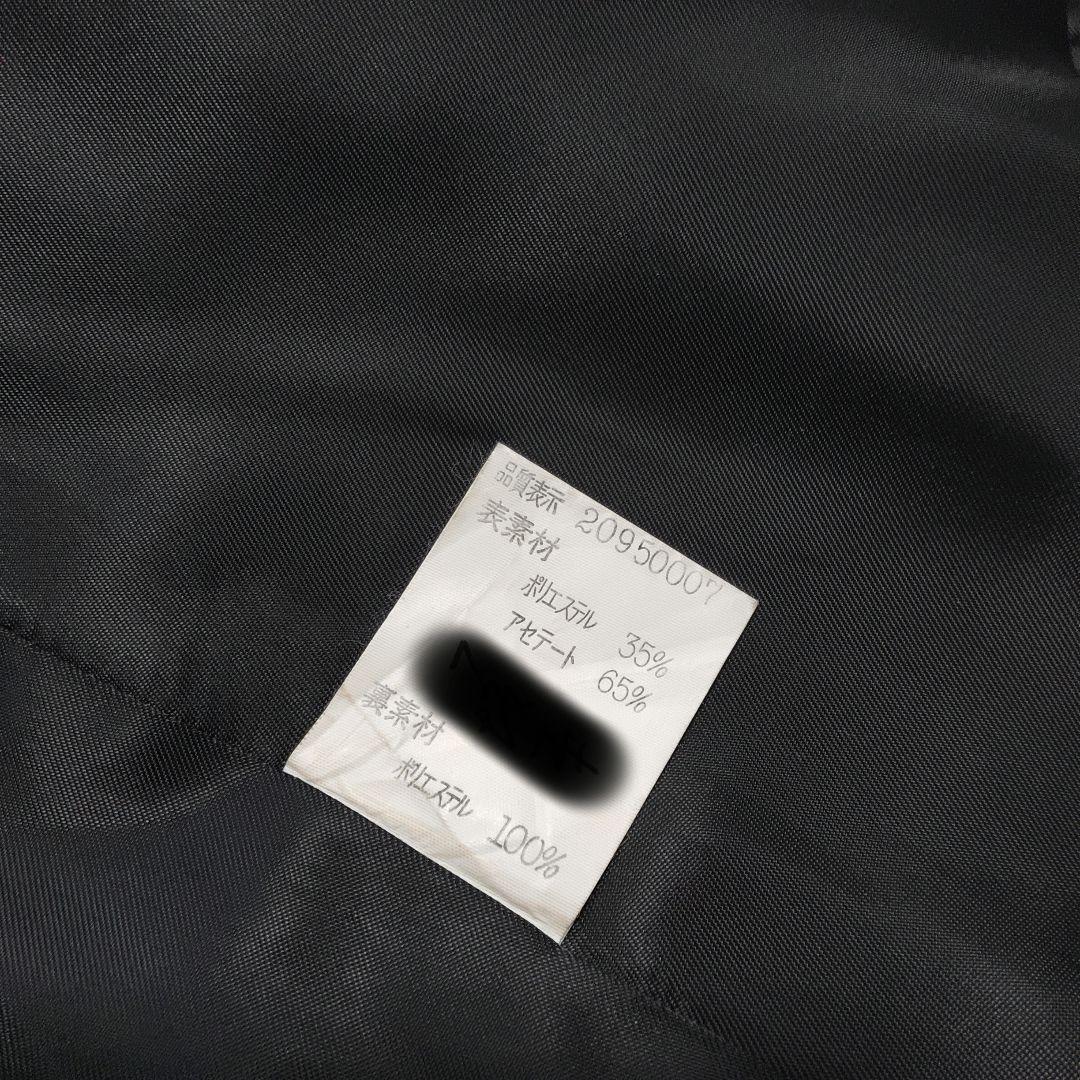 品質表示 20950007
表素材
ポリエステル 35%
アセテート 65%
裏素材
ポリエステル 100%